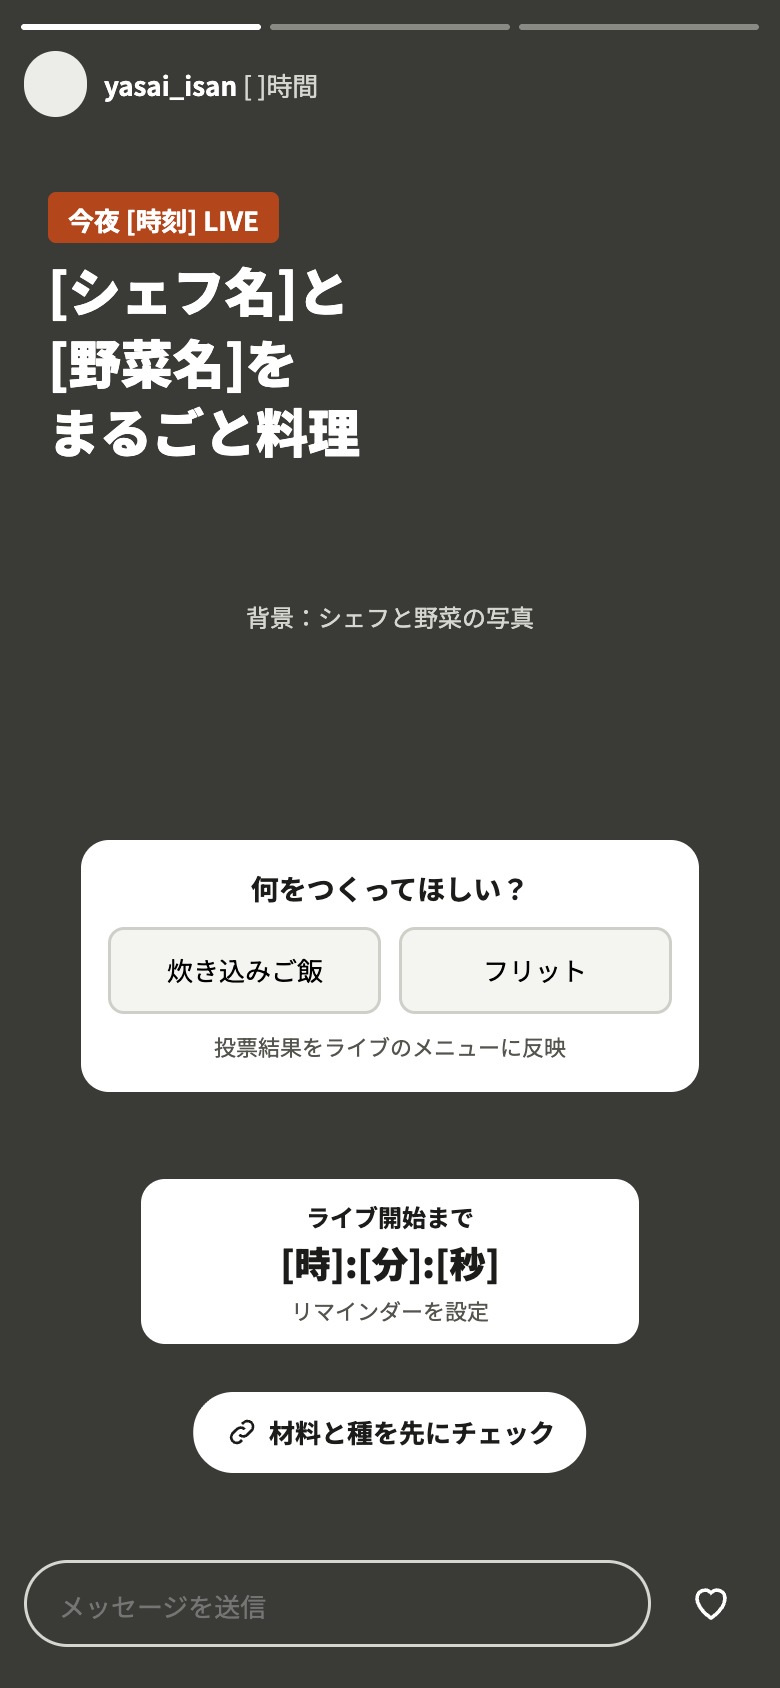 yasai_isan [ ]時間
今夜 [時刻] LIVE
[シェフ名]と
[野菜名]を
まるごと料理
背景：シェフと野菜の写真
何をつくってほしい？
炊き込みご飯
フリット
投票結果をライブのメニューに反映
ライブ開始まで
[時]:[分]:[秒]
リマインダーを設定
材料と種を先にチェック
メッセージを送信